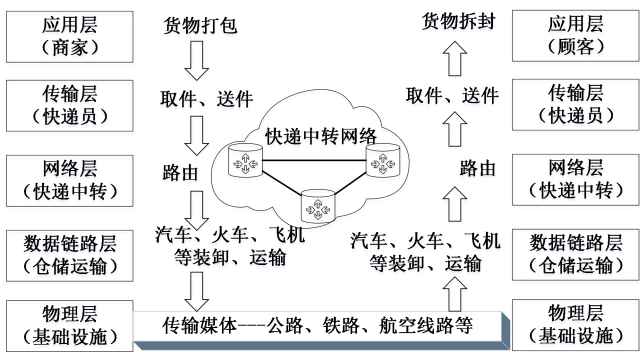 应用层
（商家）
货物打包
货物拆封
应用层
（顾客）
传输层
（快递员）
取件、送件
取件、送件
传输层
（快递员）
快递中转网络
网络层
（快递中转）
路由
路由
网络层
（快递中转）
数据链路层
（仓储运输）
汽车、火车、飞机
等装卸、运输
汽车、火车、飞机
等装卸、运输
数据链路层
（仓储运输）
物理层
（基础设施）
传输媒体---公路、铁路、航空线路等
物理层
（基础设施）